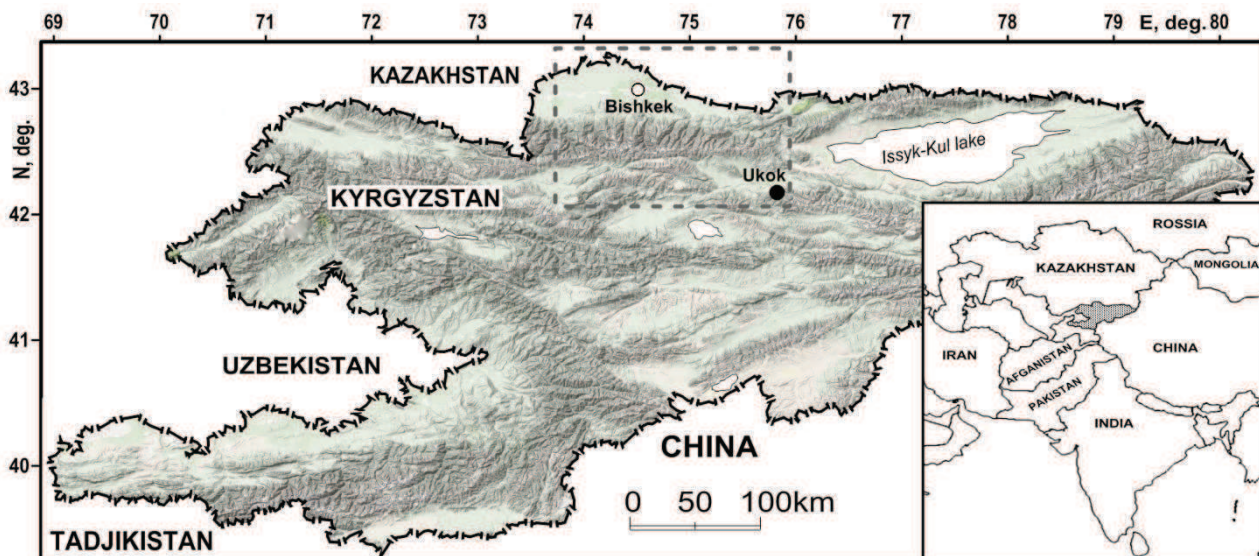 69 70 71 72 73 74 75 76 77 78 79 E, deg. 80
KAZAKHSTAN
43
Bishkek
N, deg.
Issyk-Kul lake
Ukok
KYRGYZSTAN
42
ROSSIA
KAZAKHSTAN
MONGOLIA
41
UZBEKISTAN
IRAN
AFGANISTAN
CHINA
PAKISTAN
INDIA
40
CHINA
0 50 100km
TADJIKISTAN